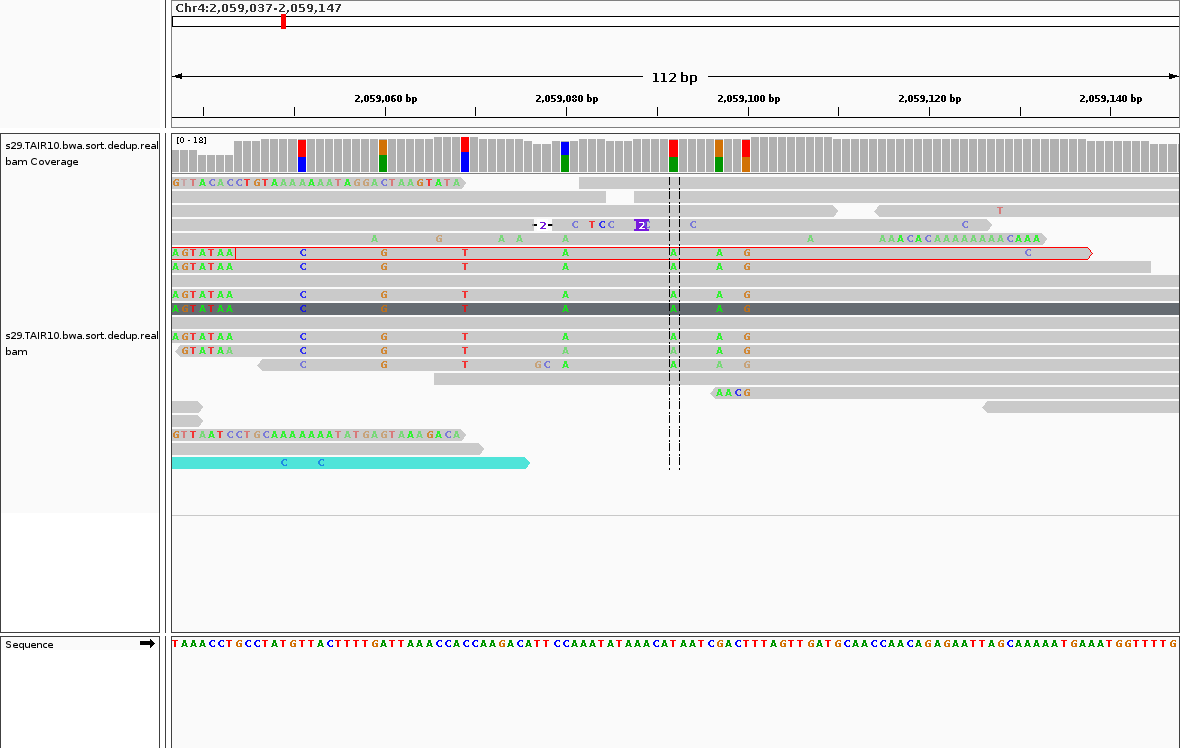 Chr4:2,059,037-2,059,147
112 bp
2,059,060 bp 2,059,080 bp 2,059,100 bp 2,059,120 bp 2,059,140 bp
s29.TAIR10.bwa.sort.dedup.real
bam Coverage
[0 - 18]
GTTACACCTGTAAAAAAATAGGACTAAGTATA
T
2 C T C C 2 C C
A G A A A A AAACACAAAAAAAACAAA
AGTATAA C G T A A A G C
AGTATAA C G T A A A G
AGTATAA C G T A A A G
AGTATAA C G T A A A G
s29.TAIR10.bwa.sort.dedup.real
bam
AGTATAA C G T A A A G
GTATAA C G T A A A G
C G T G C A A A G
AACG
GTTAATCCTGCAAAAAAATATGAGTAAAGACA
C C
Sequence
TAAACCTGCCTATGTTACTTTTGATTAAACCACCAAGACATTCCAAATATAAACATAATCGACTTTAGTTGATGCAACCAACAGAGAATTAGCAAAAATGAAATGGTTTTG